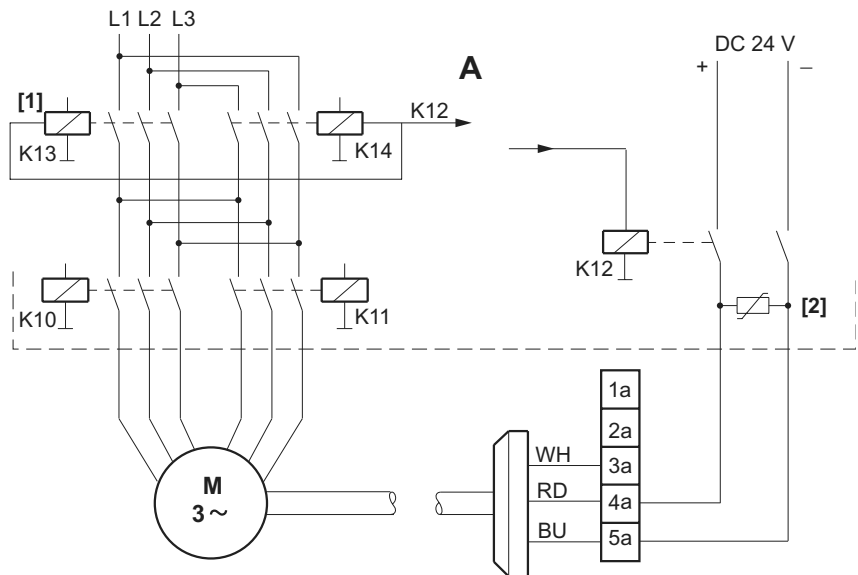 L1 L2 L3
DC 24 V
+ –
A
[1]
K12
K13
K14
K12
[2]
K10
K11
1a
2a
WH 3a
RD 4a
BU 5a
M
3 ~